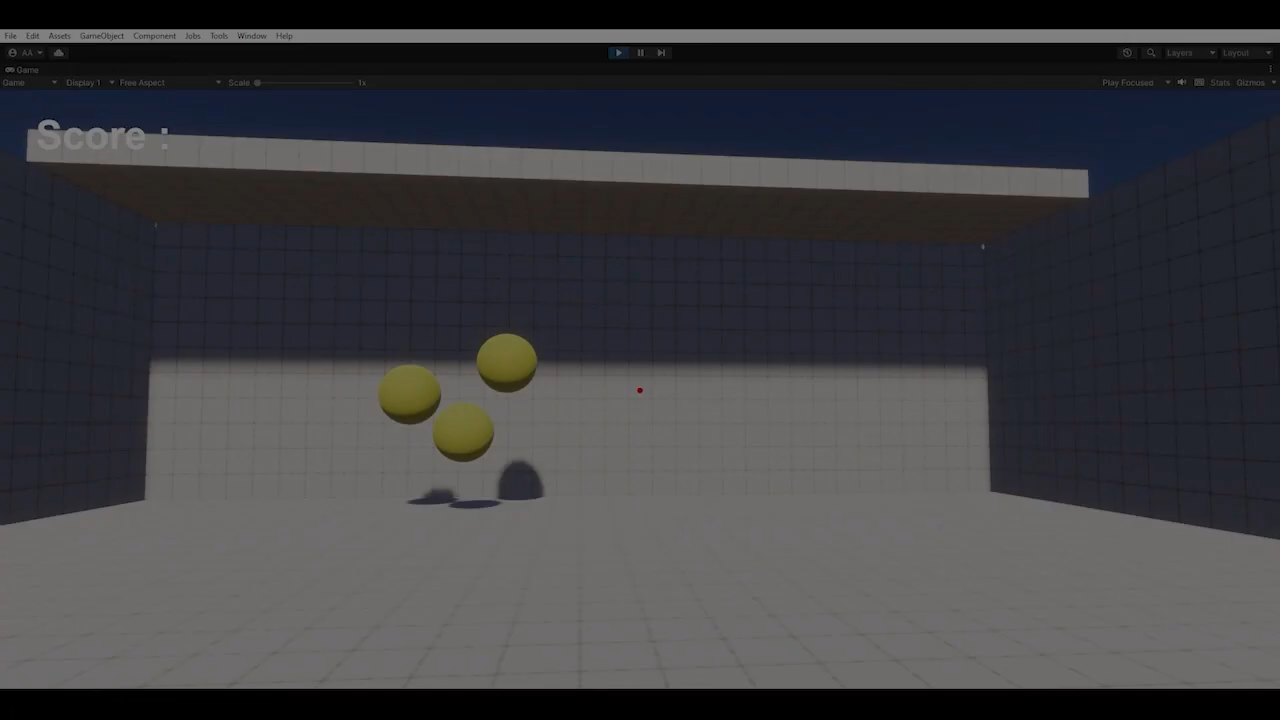 File Edit Assets GameObject Component Jobs Tools Window Help
AA Layers Layout
Game
Game Display 1 Free Aspect Scale 1x Play Focused Stats Gizmos
Score :